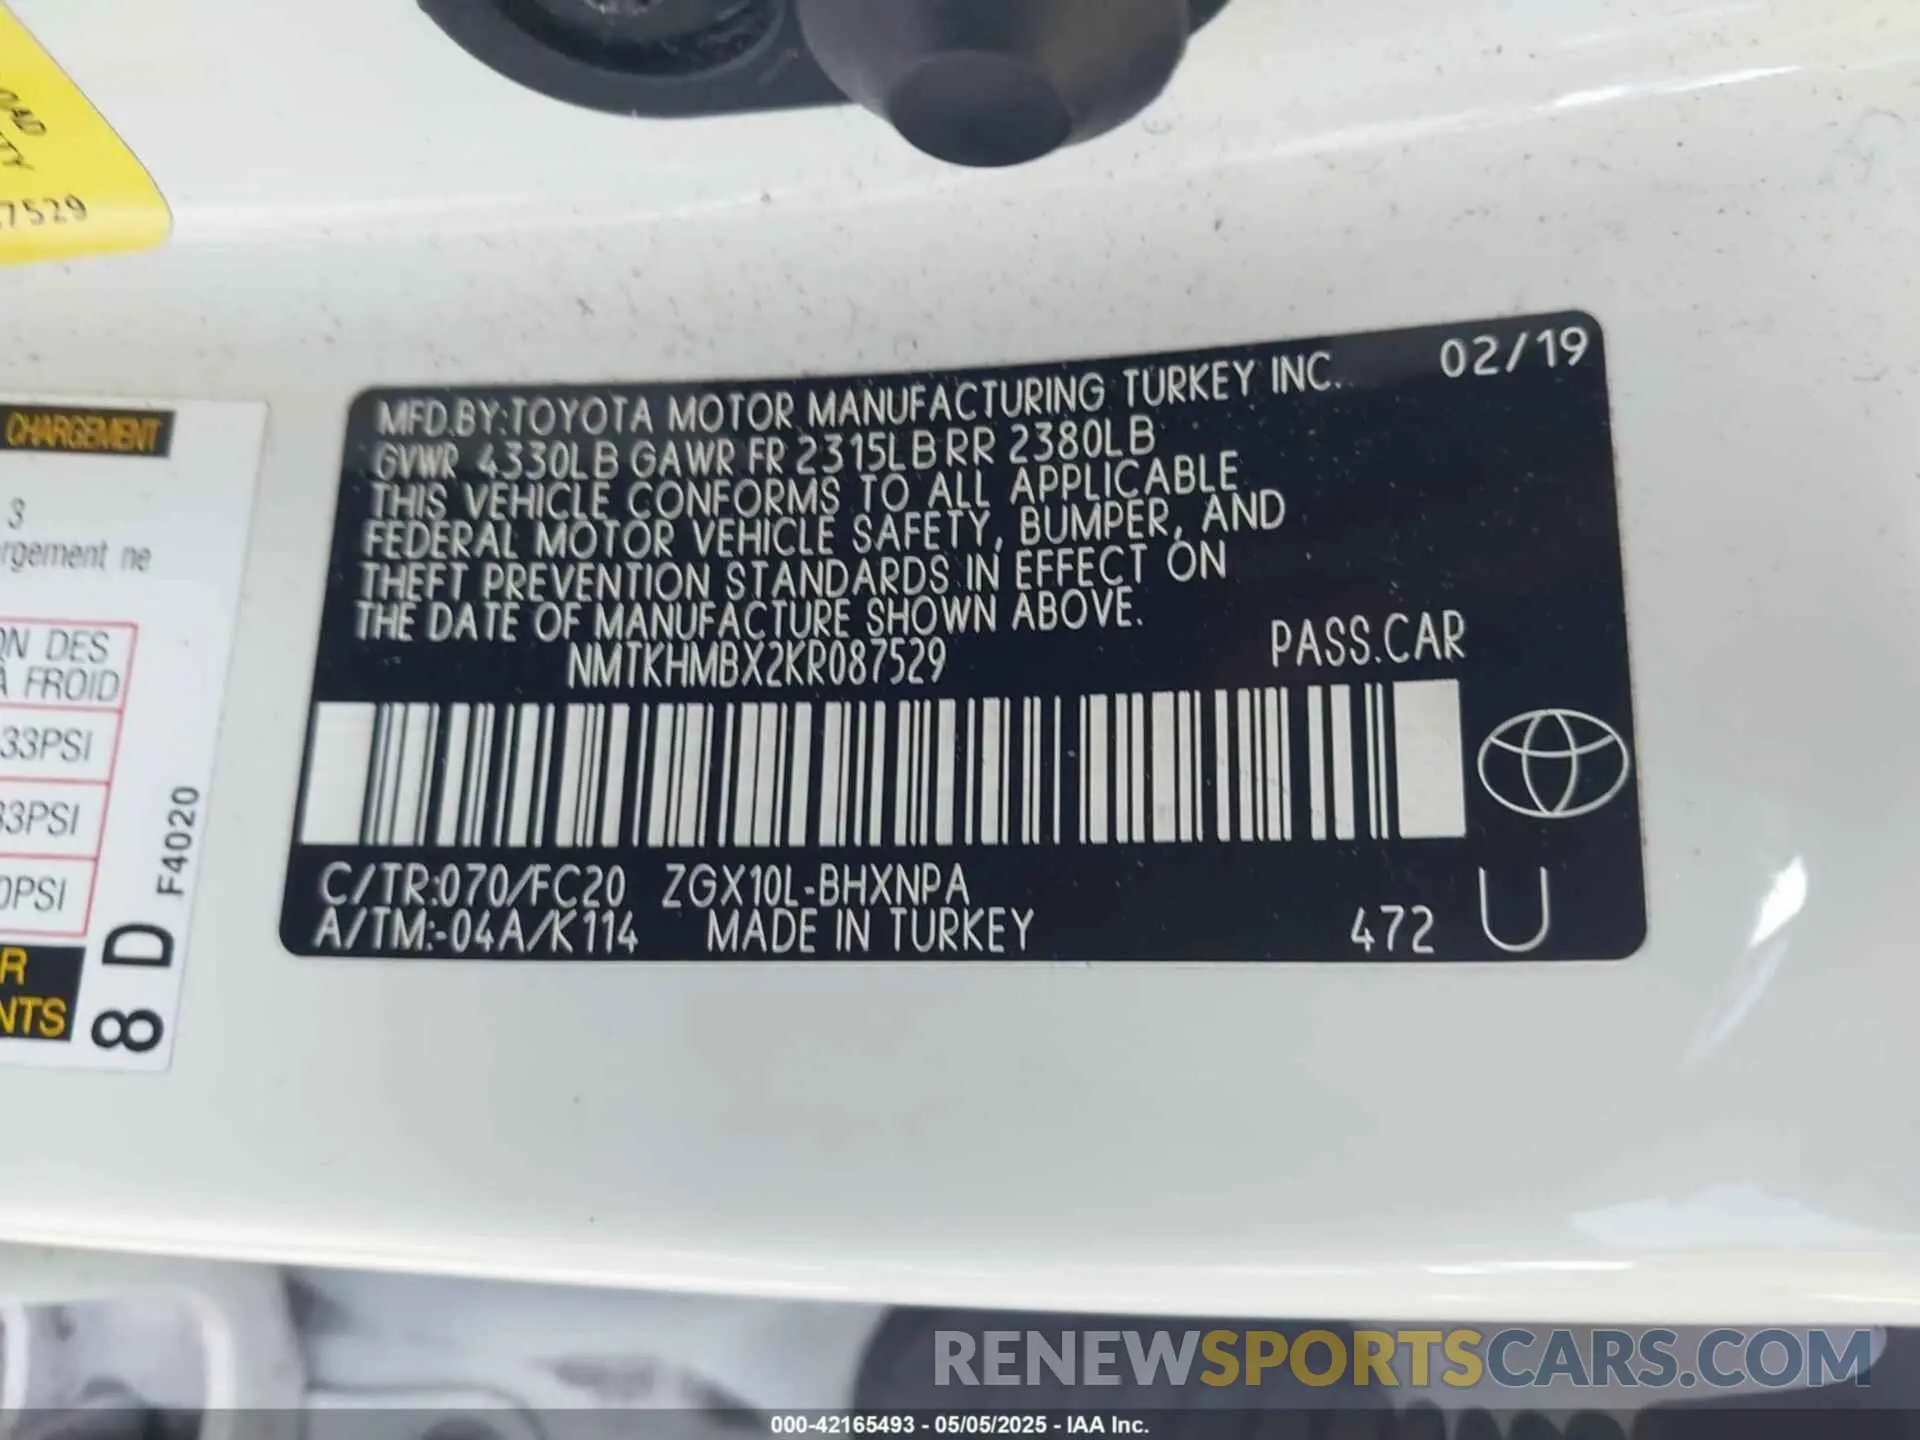 7529
CHARGEMENT
3
rgement ne
ON DES
À FROID
33PSI
33PSI
0PSI
R
NTS
8 D
F4020
02/19
MFD.BY:TOYOTA MOTOR MANUFACTURING TURKEY INC.
GVWR 4330LB GAWR FR 2315LB RR 2380LB
THIS VEHICLE CONFORMS TO ALL APPLICABLE
FEDERAL MOTOR VEHICLE SAFETY, BUMPER, AND
THEFT PREVENTION STANDARDS IN EFFECT ON
THE DATE OF MANUFACTURE SHOWN ABOVE.
NMTKHMBX2KR087529 PASS.CAR
C/TR:070/FC20 ZGX10L-BHXNPA
A/TM:-04A/K114 MADE IN TURKEY 472 U
RENEWSPORTSCARS.COM
000-42165493 - 05/05/2025 - IAA Inc.